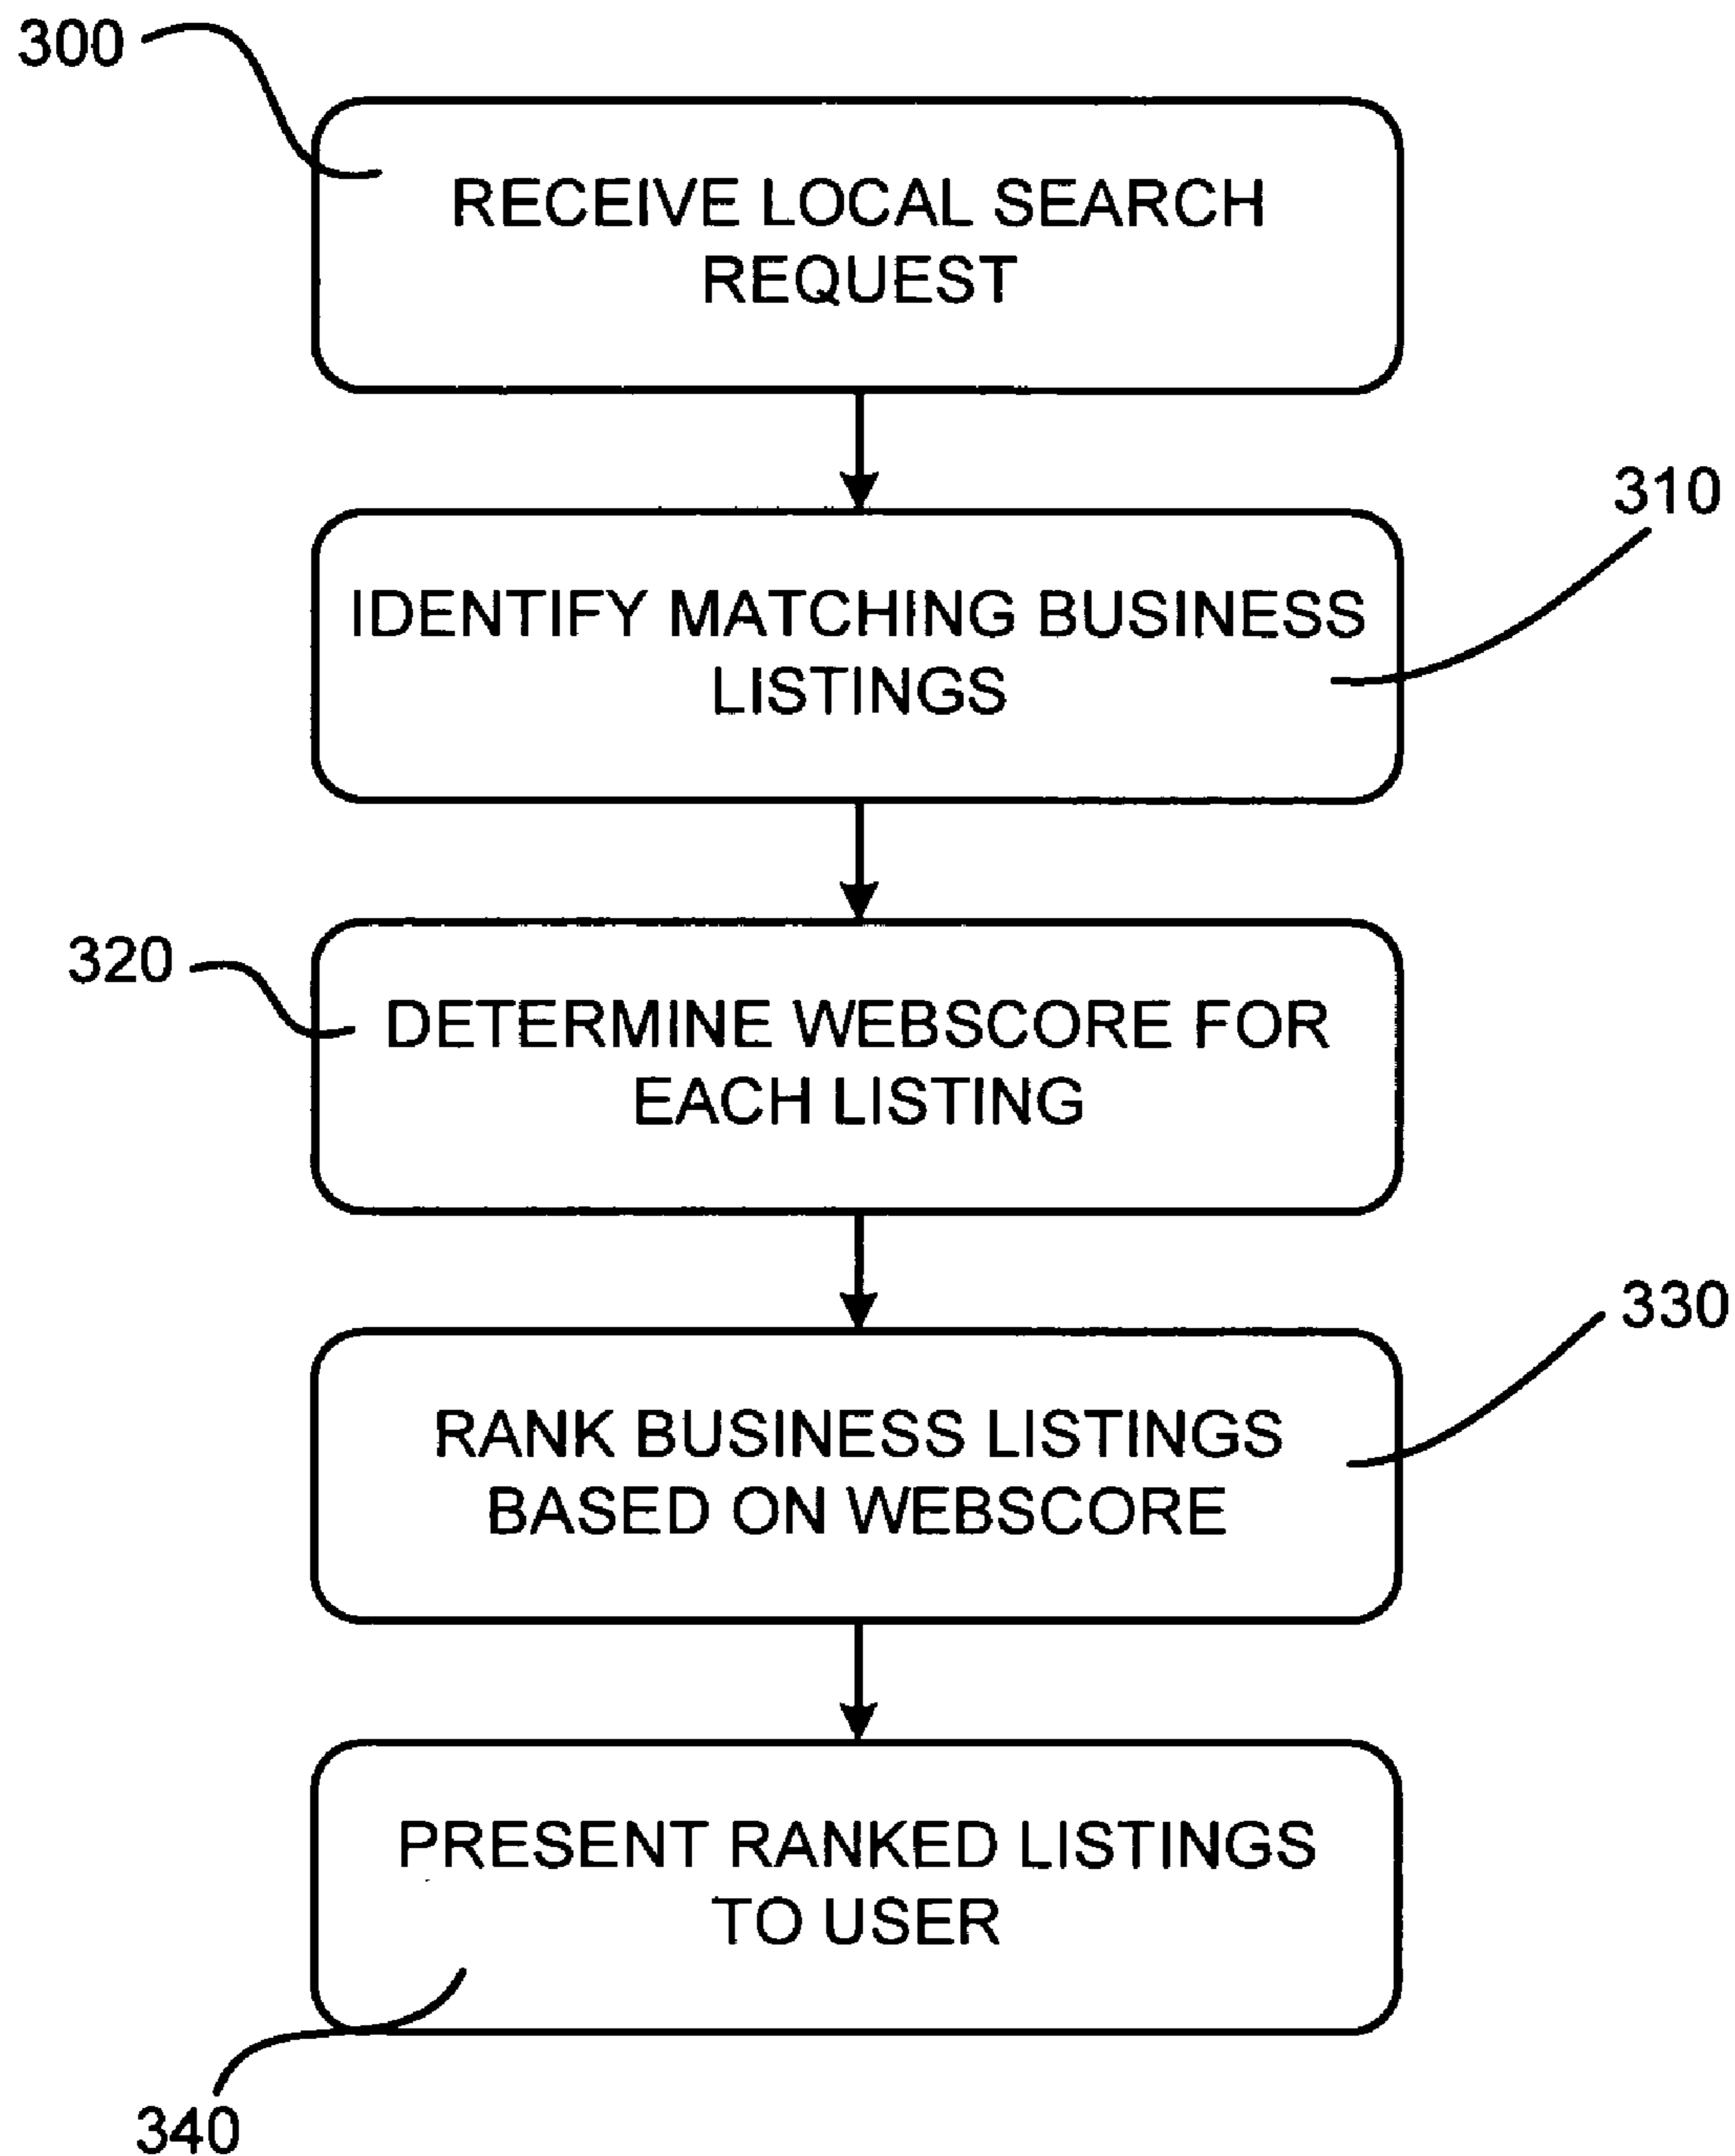 300
RECEIVE LOCAL SEARCH
REQUEST
310
IDENTIFY MATCHING BUSINESS
LISTINGS
320
DETERMINE WEBSCORE FOR
EACH LISTING
330
RANK BUSINESS LISTINGS
BASED ON WEBSCORE
PRESENT RANKED LISTINGS
TO USER
340